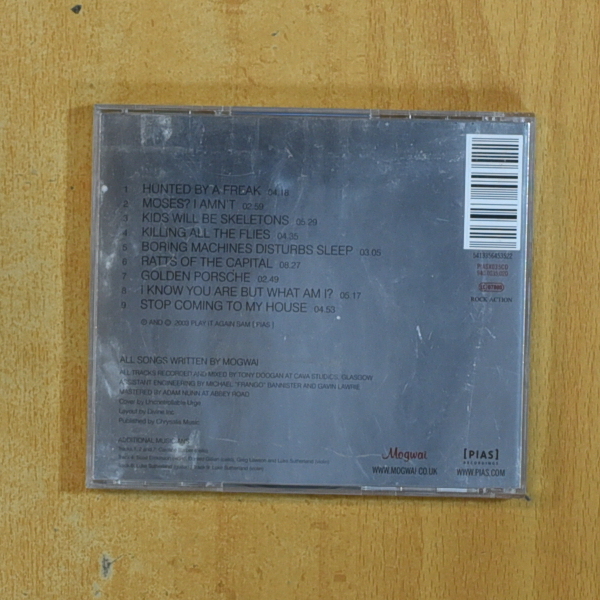 1 HUNTED BY A FREAK 04.18
2 MOSES? I AMN'T 02.59
3 KIDS WILL BE SKELETONS 05.29
4 KILLING ALL THE FLIES 04.35
5 BORING MACHINES DISTURBS SLEEP 03.05
6 RATTS OF THE CAPITAL 08.27
7 GOLDEN PORSCHE 02.49
8 I KNOW YOU ARE BUT WHAT AM I? 05.17
9 STOP COMING TO MY HOUSE 04.53
℗ AND © 2003 PLAY IT AGAIN SAM [PIAS]
ALL SONGS WRITTEN BY MOGWAI
ALL TRACKS RECORDED AND MIXED BY TONY DOOGAN AT CAVA STUDIOS, GLASGOW
ASSISTANT ENGINEERING BY MICHAEL "FRANGO" BANNISTER AND GAVIN LAWRIE
MASTERED BY ADAM NUNN AT ABBEY ROAD
Cover by Uncontrollable Urge
Layout by Divine Inc
Published by Chrysalis Music
ADDITIONAL MUSICIANS
ROCK ACTION
Mogwai
WWW.MOGWAI.CO.UK
[PIAS]
RECORDINGS
WWW.PIAS.COM